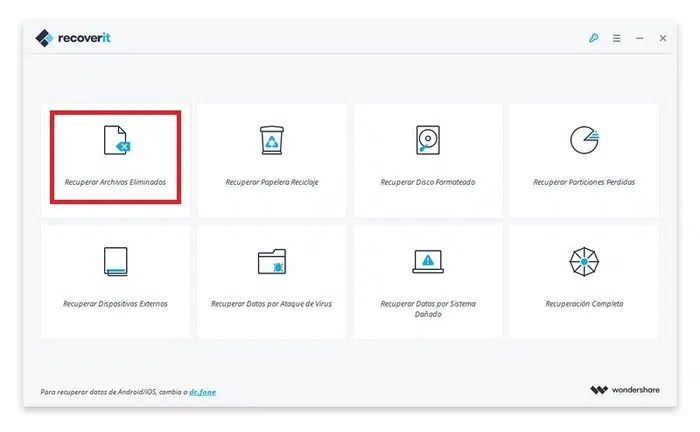 recoverit
Recuperar Archivos Eliminados
Recuperar Papelera Reciclaje
Recuperar Disco Formateado
Recuperar Particiones Perdidas
Recuperar Dispositivos Externos
Recuperar Datos por Ataque de Virus
Recuperar Datos por Sistema
Dañado
Recuperación Completa
Para recuperar datos de Android/iOS, cambia a dr.fone
wondershare